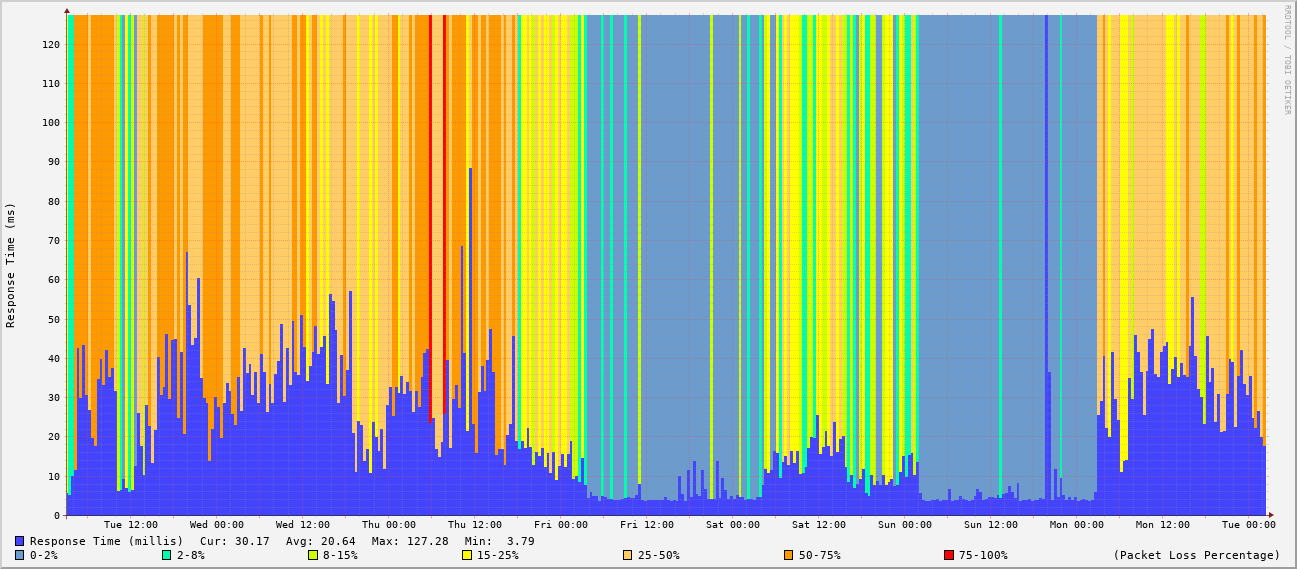 RRDTOOL / TOBI OETIKER
Response Time (ms)
120
110
100
90
80
70
60
50
40
30
20
10
0
Tue 12:00 Wed 00:00 Wed 12:00 Thu 00:00 Thu 12:00 Fri 00:00 Fri 12:00 Sat 00:00 Sat 12:00 Sun 00:00 Sun 12:00 Mon 00:00 Mon 12:00 Tue 00:00
Response Time (millis) Cur: 30.17 Avg: 20.64 Max: 127.28 Min: 3.79
0-2% 2-8% 8-15% 15-25% 25-50% 50-75% 75-100% (Packet Loss Percentage)